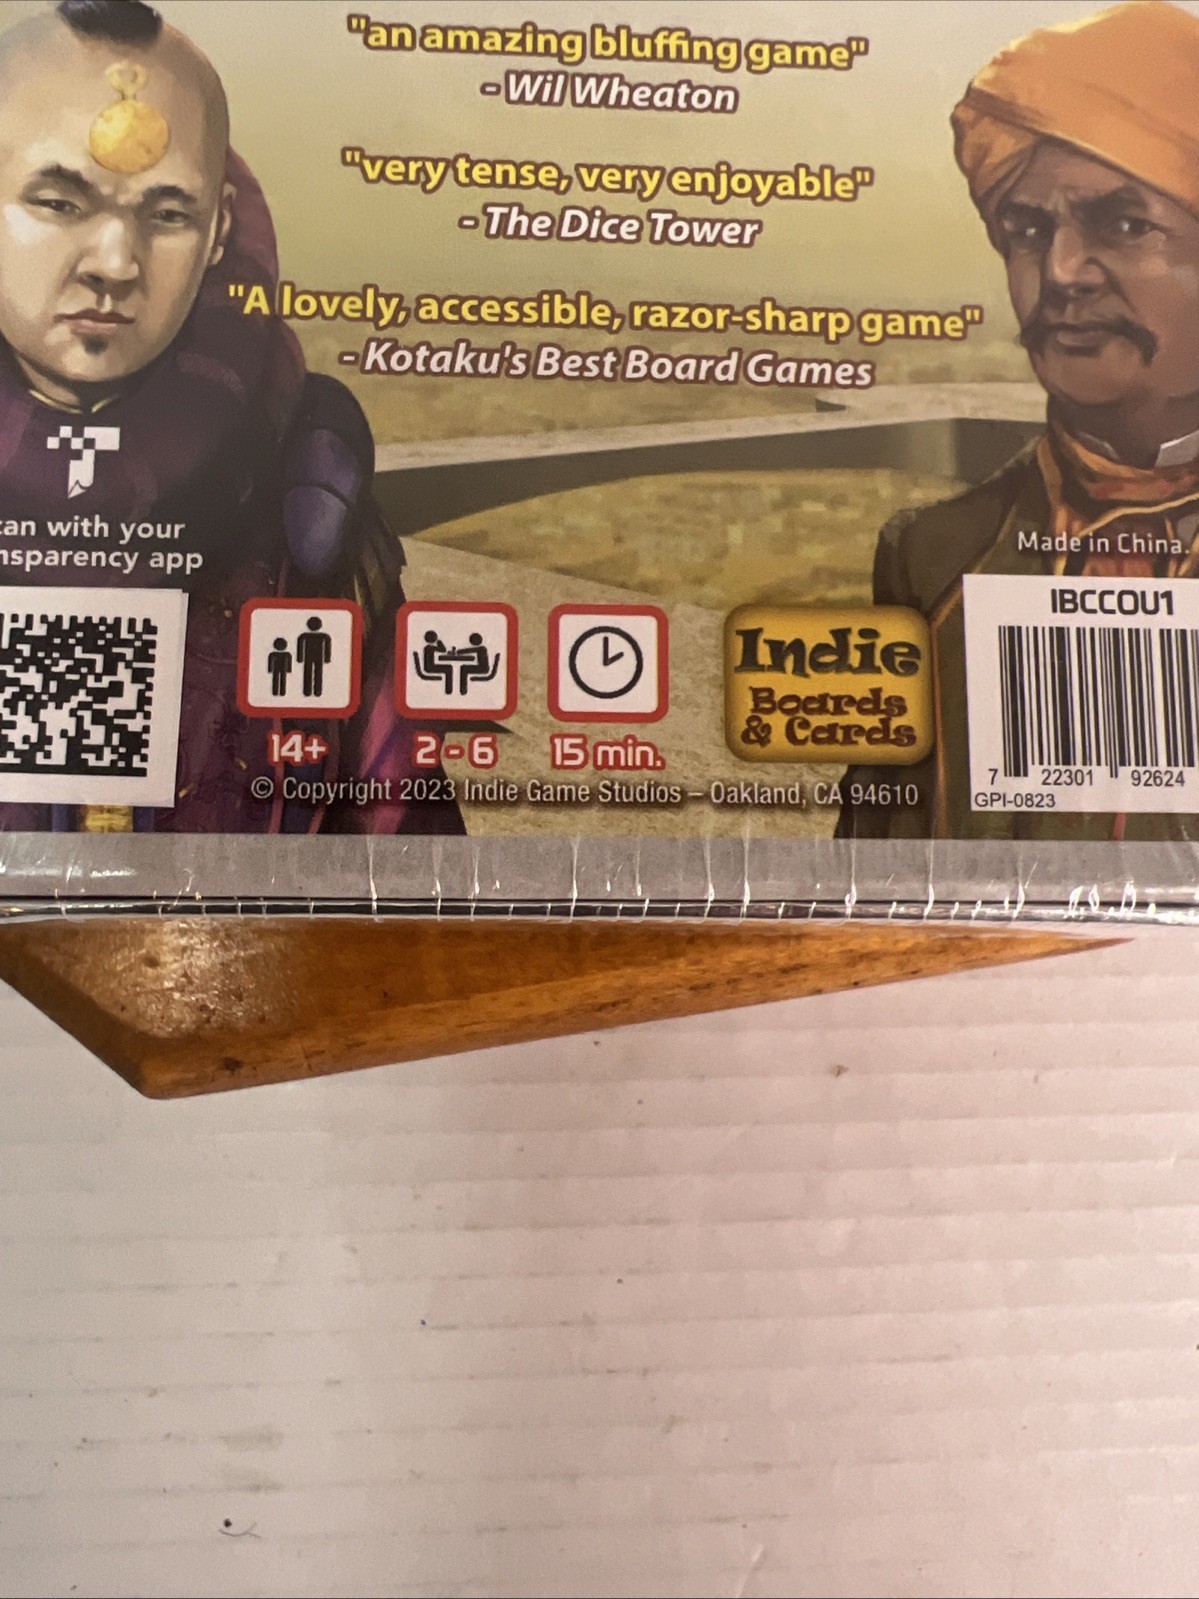 "an amazing bluffing game"
- Wil Wheaton
"very tense, very enjoyable"
- The Dice Tower
"A lovely, accessible, razor-sharp game"
- Kotaku's Best Board Games
can with your
nsparency app
Made in China.
IBCCOU1
Indie
Boards
& Cards
14+
2-6
15 min.
7 22301 92624
GPI-0823
© Copyright 2023 Indie Game Studios – Oakland, CA 94610